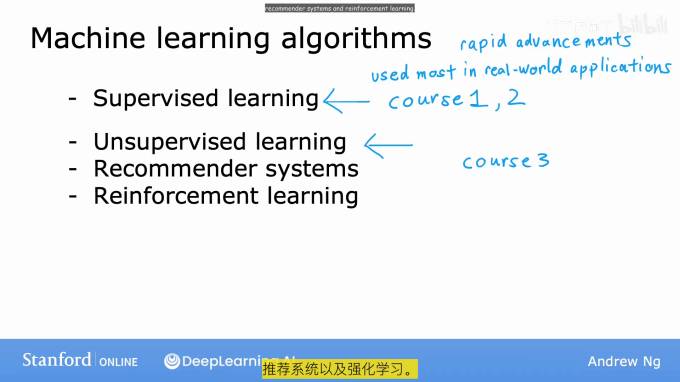 recommender systems and reinforcement learning.
bilibili
Machine learning algorithms
rapid advancements
used most in real-world applications
- Supervised learning
course 1, 2
- Unsupervised learning
- Recommender systems
course 3
- Reinforcement learning
Stanford ONLINE
DeepLearning.AI
Andrew Ng
推荐系统以及强化学习。